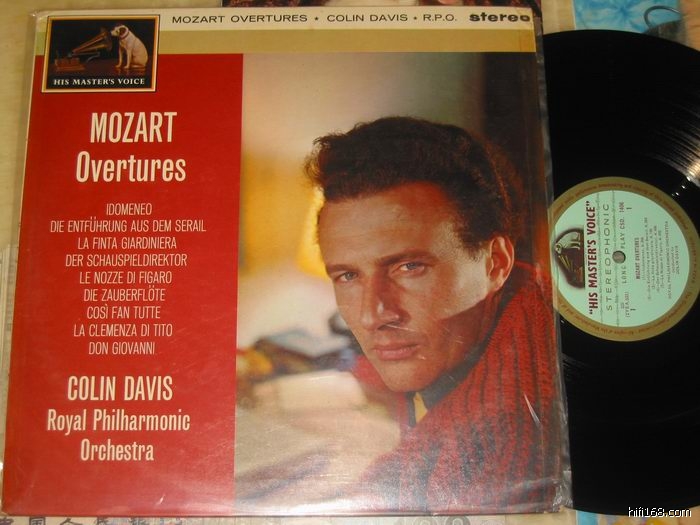 MOZART OVERTURES ★ COLIN DAVIS ★ R.P.O. stereo
HIS MASTER'S VOICE
MOZART
Overtures
IDOMENEO
DIE ENTFÜHRUNG AUS DEM SERAIL
LA FINTA GIARDINIERA
DER SCHAUSPIELDIREKTOR
LE NOZZE DI FIGARO
DIE ZAUBERFLÖTE
COSÌ FAN TUTTE
LA CLEMENZA DI TITO
DON GIOVANNI
COLIN DAVIS
Royal Philharmonic
Orchestra
"HIS MASTER'S VOICE"
STEREOPHONIC
LONG PLAY
MOZART OVERTURES
hifi168.com